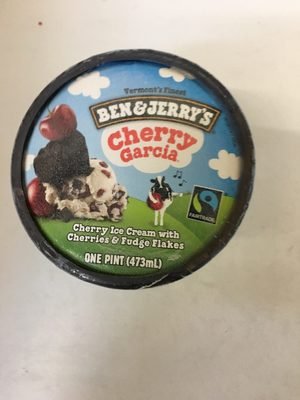 Vermont's Finest
BEN & JERRY'S
Cherry
Garcia
FAIRTRADE
Cherry Ice Cream with
Cherries & Fudge Flakes
ONE PINT (473mL)